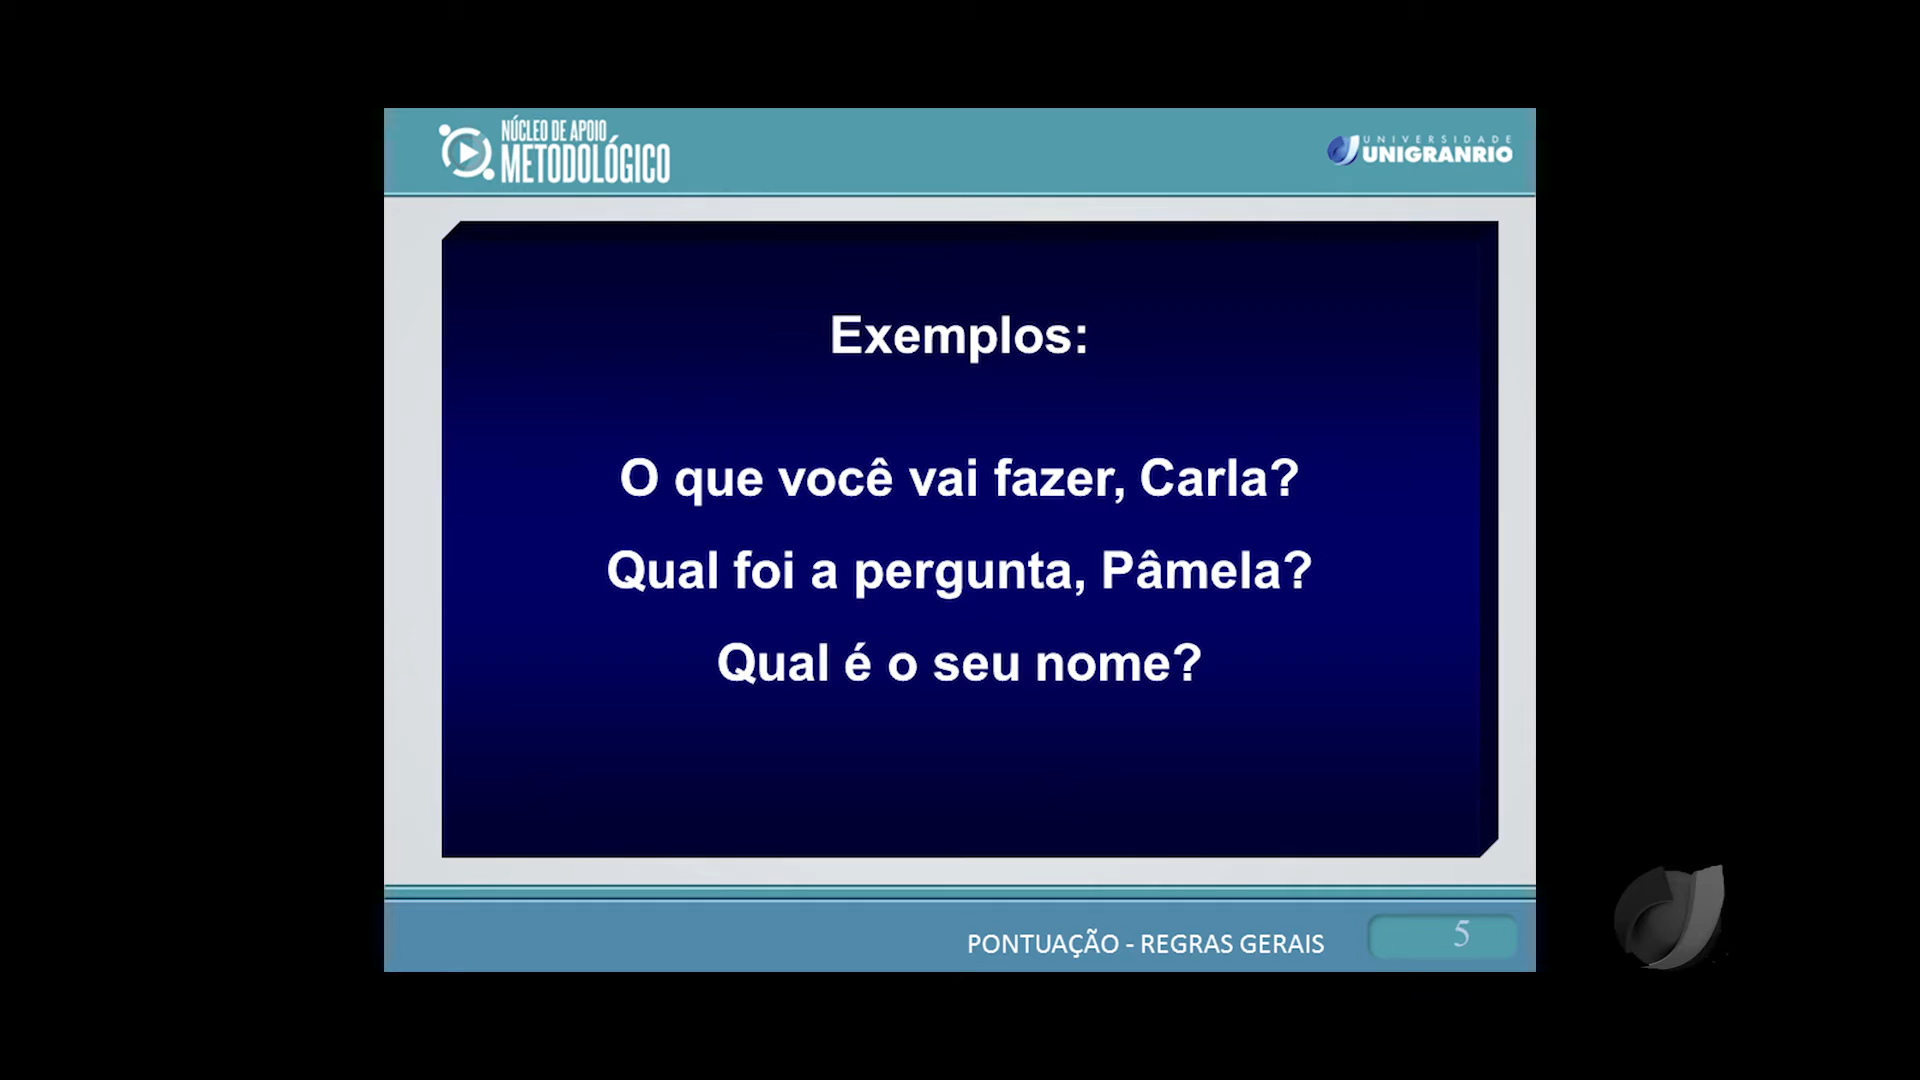 NÚCLEO DE APOIO
METODOLÓGICO
UNIVERSIDADE
UNIGRANRIO
Exemplos:
O que você vai fazer, Carla?
Qual foi a pergunta, Pâmela?
Qual é o seu nome?
PONTUAÇÃO - REGRAS GERAIS
5